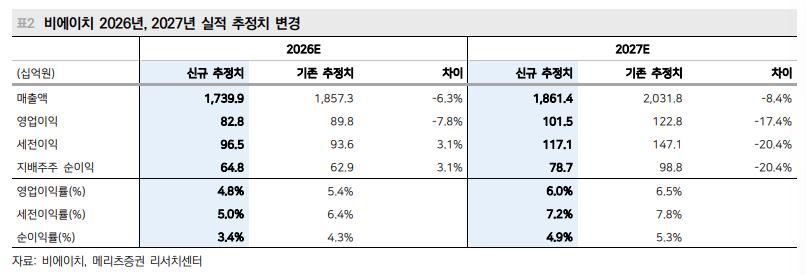 표2 비에이치 2026년, 2027년 실적 추정치 변경
2026E 2027E
(십억원) 신규 추정치 기존 추정치 차이 신규 추정치 기존 추정치 차이
매출액 1,739.9 1,857.3 -6.3% 1,861.4 2,031.8 -8.4%
영업이익 82.8 89.8 -7.8% 101.5 122.8 -17.4%
세전이익 96.5 93.6 3.1% 117.1 147.1 -20.4%
지배주주 순이익 64.8 62.9 3.1% 78.7 98.8 -20.4%
영업이익률(%) 4.8% 5.4% 6.0% 6.5%
세전이익률(%) 5.0% 6.4% 7.2% 7.8%
순이익률(%) 3.4% 4.3% 4.9% 5.3%
자료: 비에이치, 메리츠증권 리서치센터